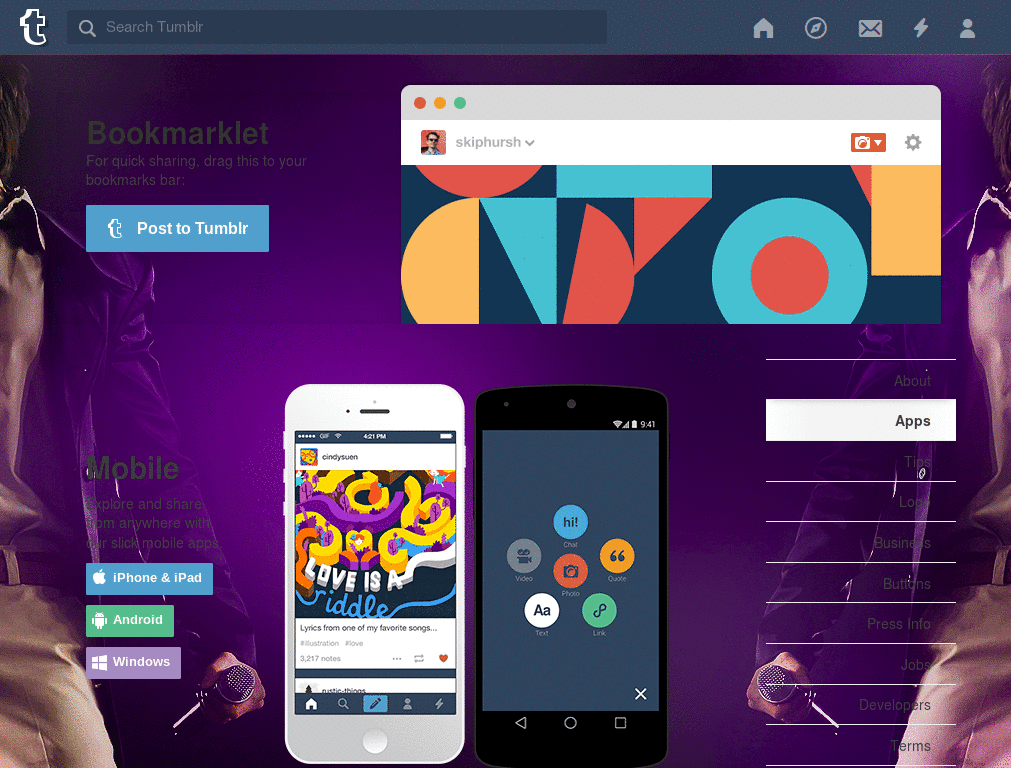 Search Tumblr
Bookmarklet
For quick sharing, drag this to your
bookmarks bar:
Post to Tumblr
skiphursh
About
Apps
Tips
Logo
Business
Buttons
Press Info
Jobs
Developers
Terms
Mobile
Explore and share
from anywhere with
our slick mobile apps.
iPhone & iPad
Android
Windows
GIF
4:21 PM
cindysuen
LOVE IS A
riddle
Lyrics from one of my favorite songs...
#illustration #love
3,217 notes
rustic-things
9:41
hi!
Chat
Video
Quote
Photo
Aa
Text
Link